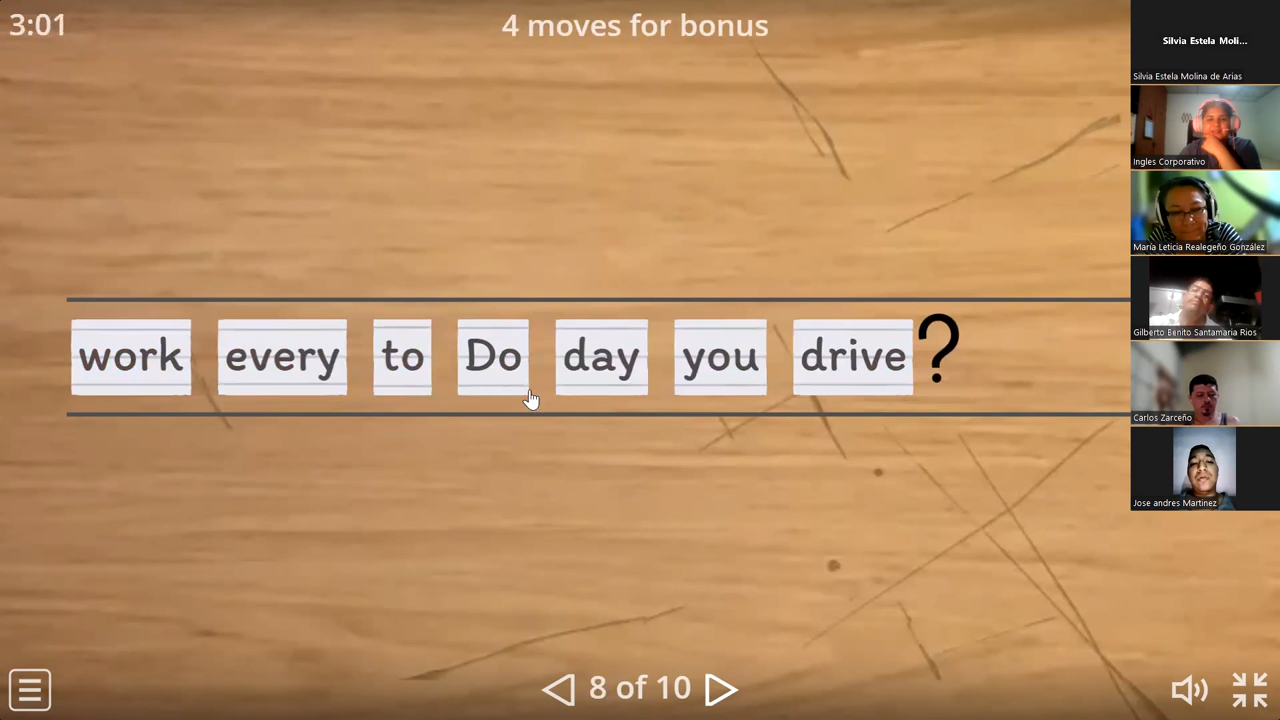 3:01
4 moves for bonus
Silvia Estela Moli...
Silvia Estela Molina de Arias
Ingles Corporativo
María Leticia Realegeño González
Gilberto Benito Santamaria Rios
Carlos Zarceño
Jose andres Martinez
work every to Do day you drive ?
8 of 10